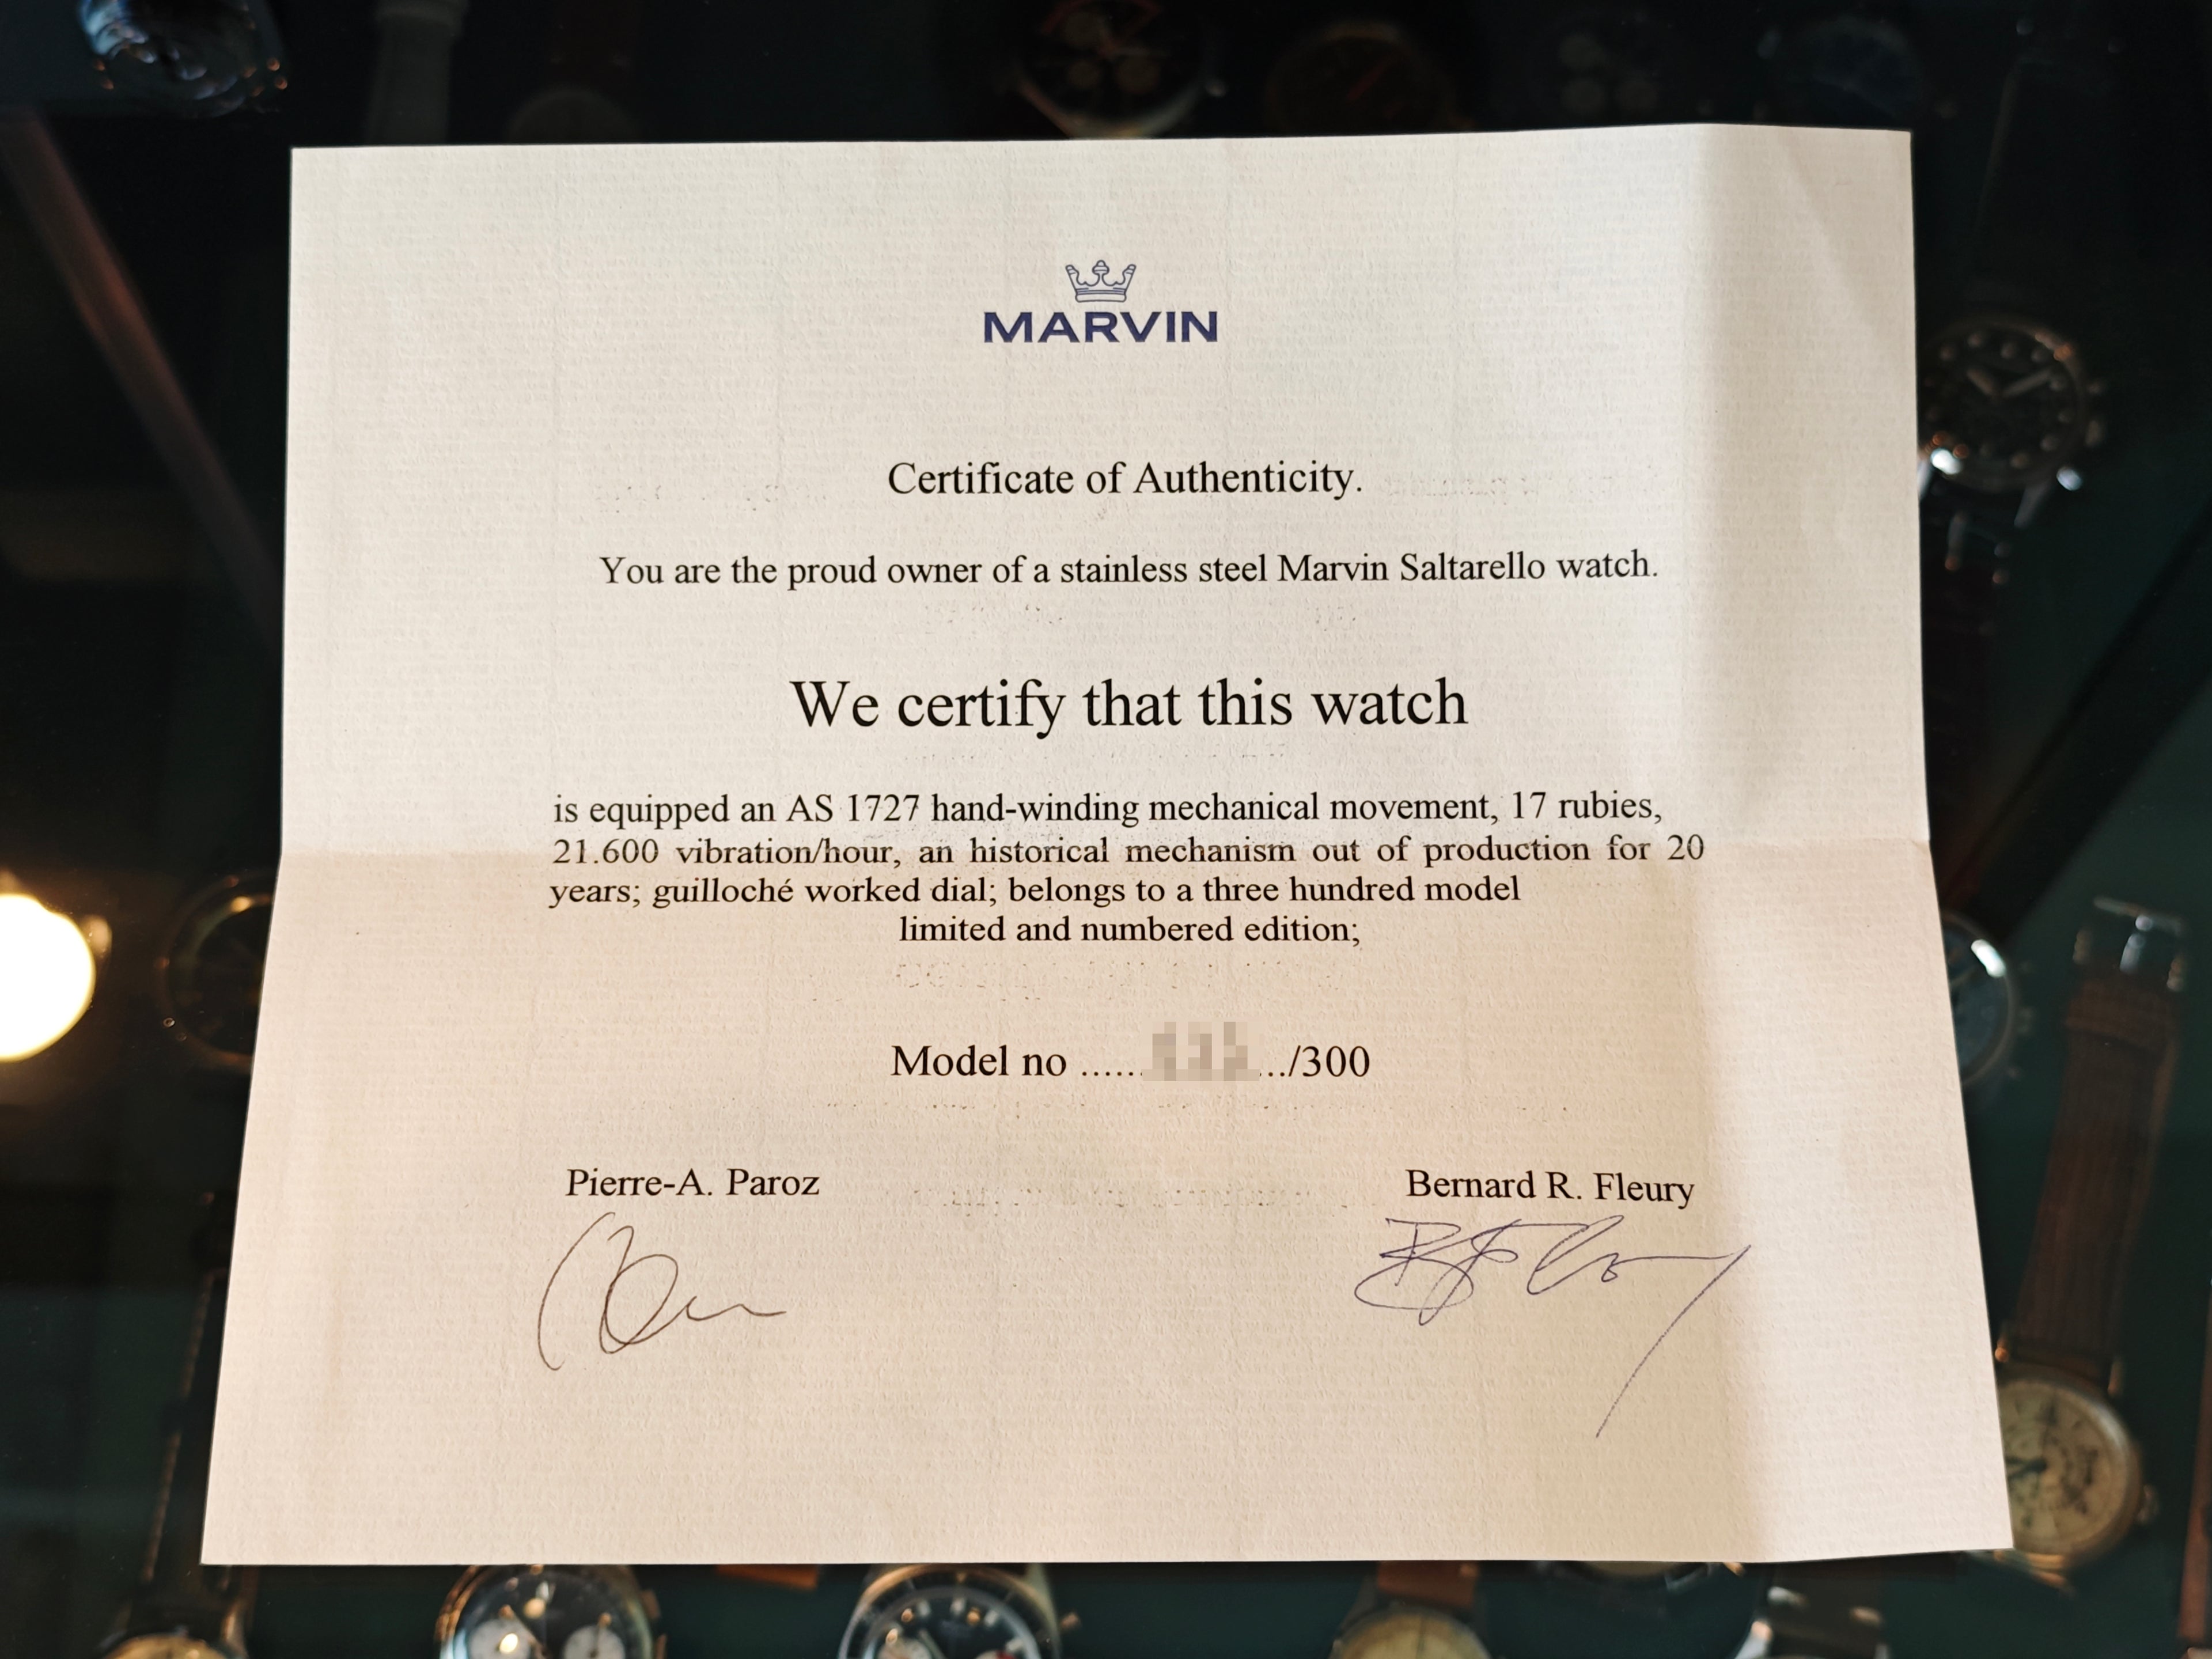 MARVIN
Certificate of Authenticity.
You are the proud owner of a stainless steel Marvin Saltarello watch.
We certify that this watch
is equipped an AS 1727 hand-winding mechanical movement, 17 rubies,
21.600 vibration/hour, an historical mechanism out of production for 20
years; guilloché worked dial; belongs to a three hundred model
limited and numbered edition;
Model no ...... .../300
Pierre-A. Paroz
Bernard R. Fleury